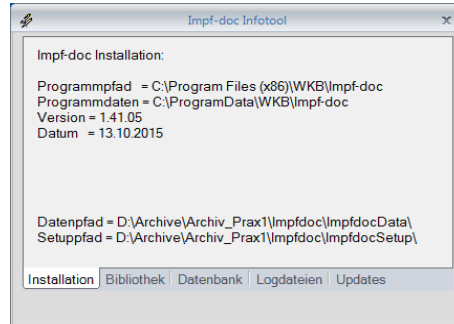 Impf-doc Infotool
Impf-doc Installation:
Programmpfad = C:\Program Files (x86)\WKB\Impf-doc
Programmdaten = C:\ProgramData\WKB\Impf-doc
Version = 1.41.05
Datum = 13.10.2015
Datenpfad = D:\Archive\Archiv_Prax1\Impfdoc\ImpfdocData\
Setuppfad = D:\Archive\Archiv_Prax1\Impfdoc\ImpfdocSetup\
Installation Bibliothek Datenbank Logdateien Updates